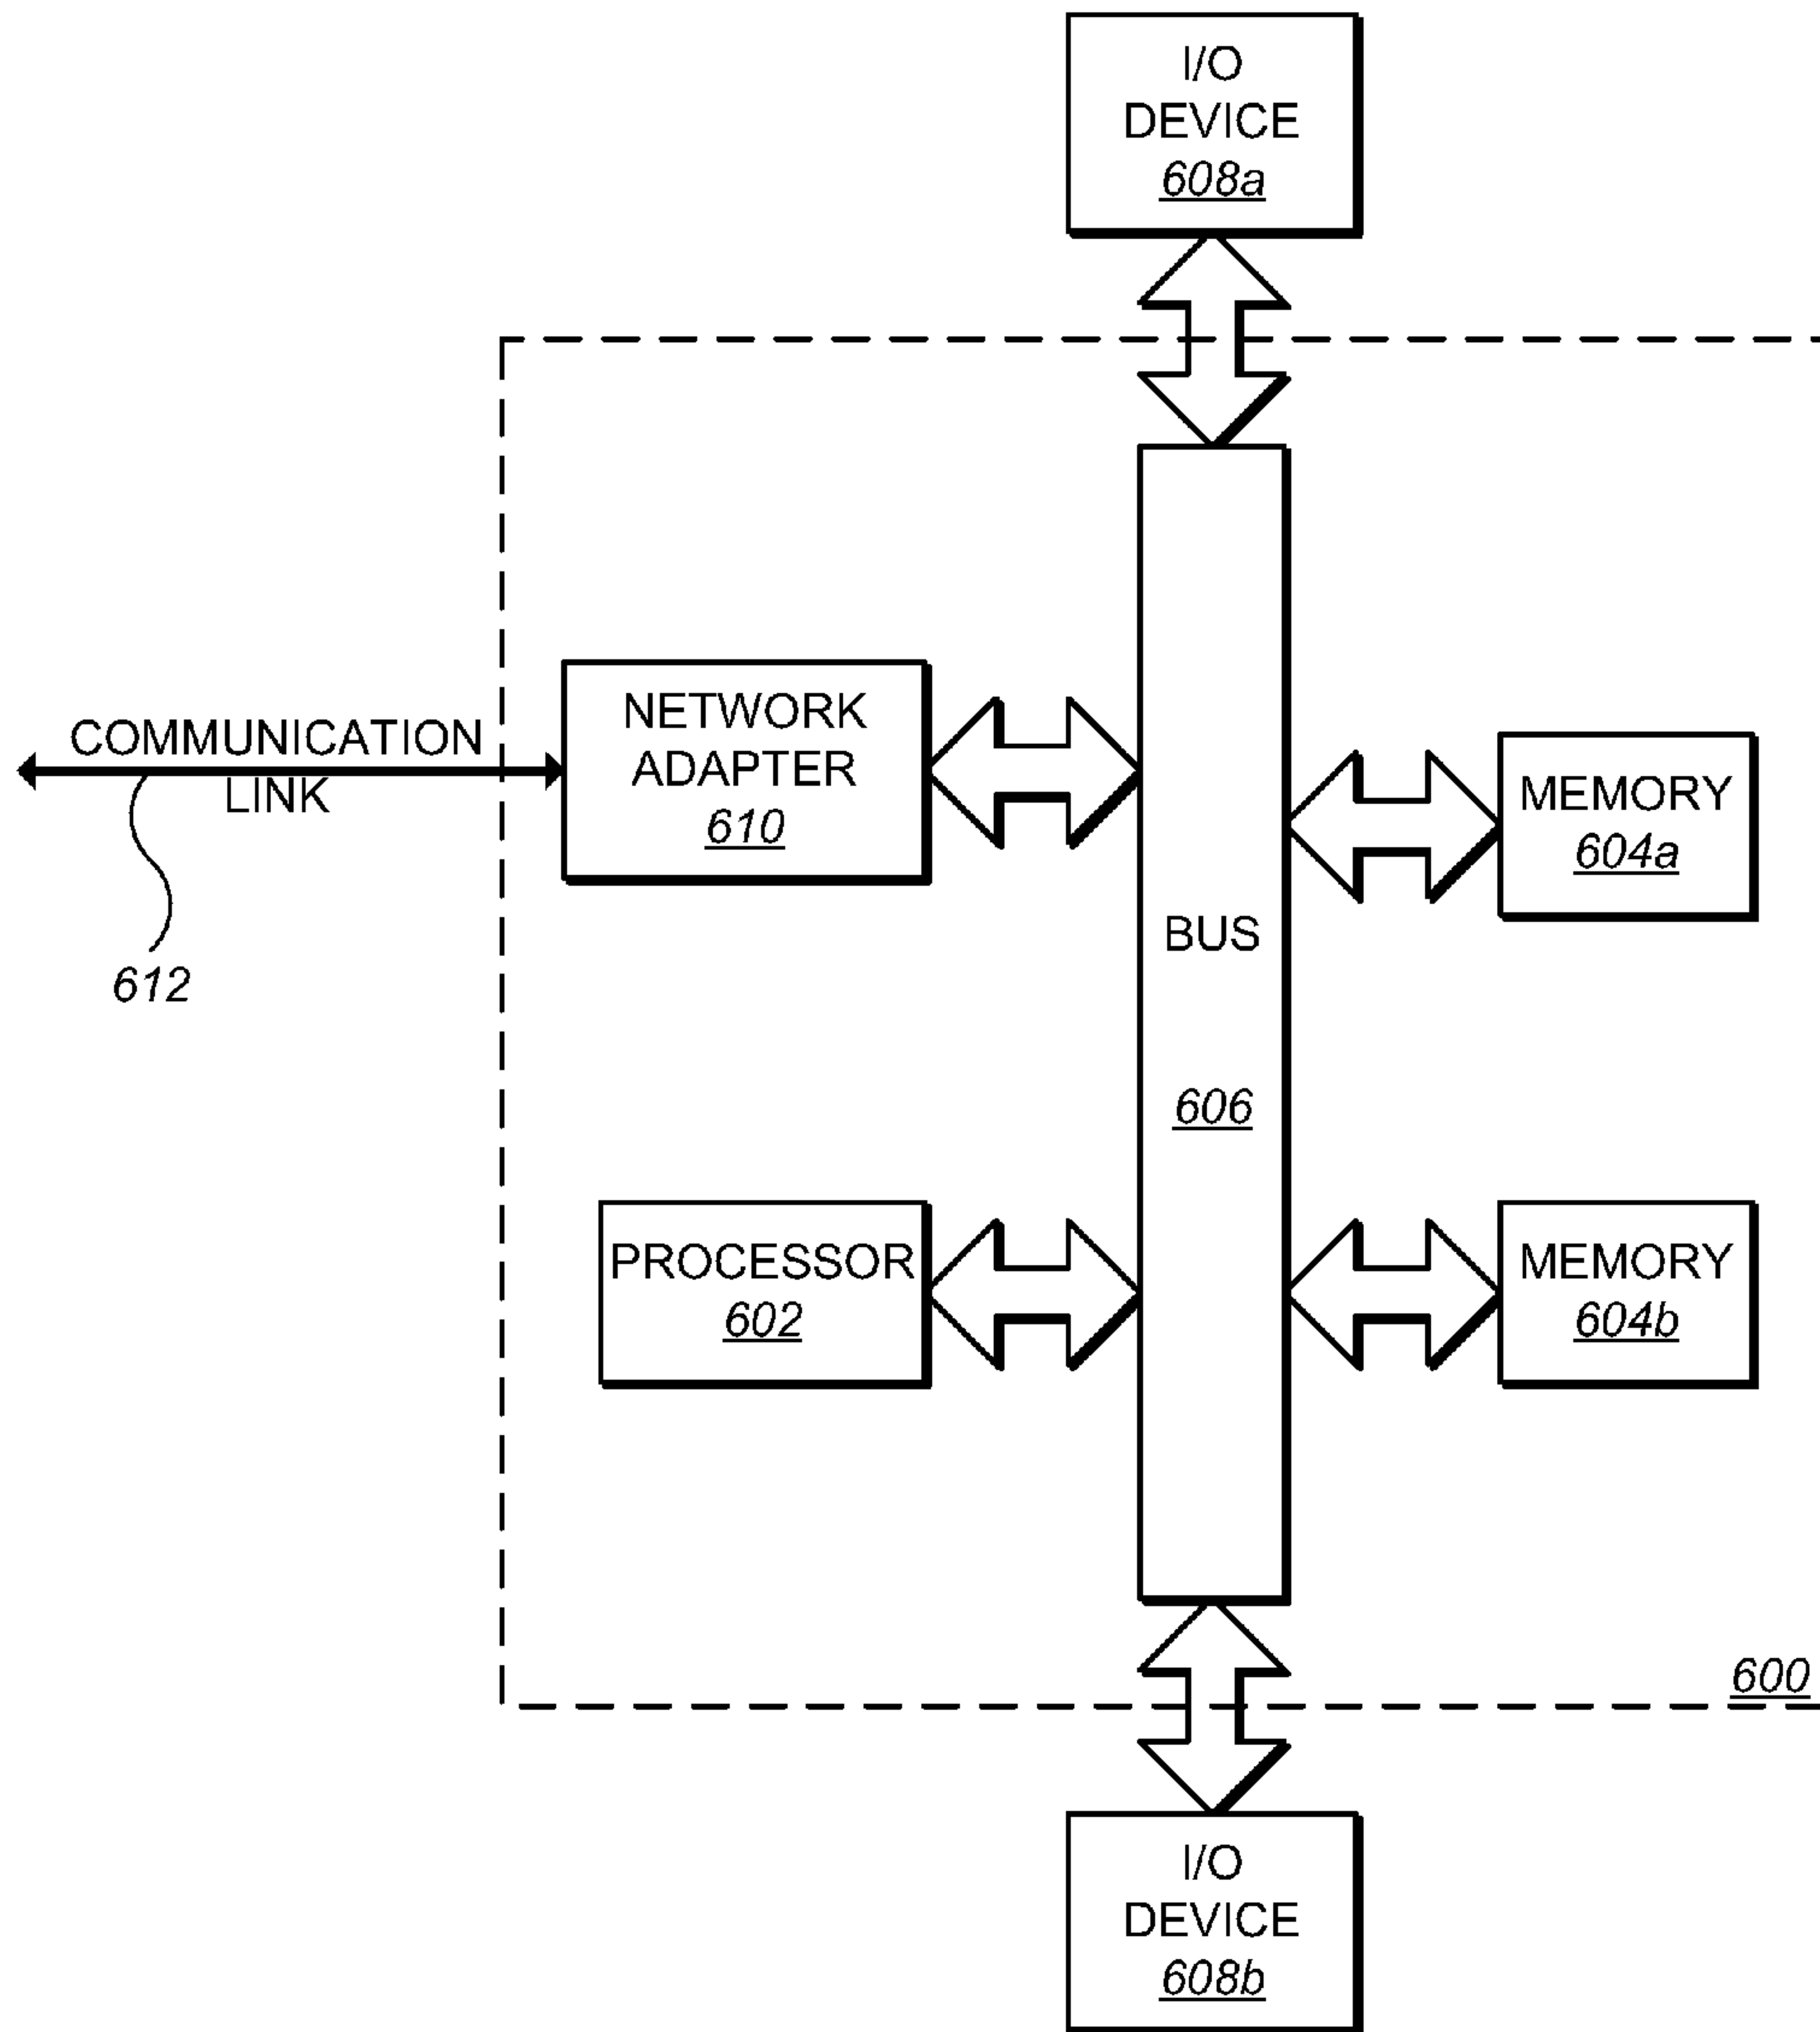 I/O
DEVICE
608a
COMMUNICATION
LINK
612
NETWORK
ADAPTER
610
BUS
606
MEMORY
604a
PROCESSOR
602
MEMORY
604b
600
I/O
DEVICE
608b